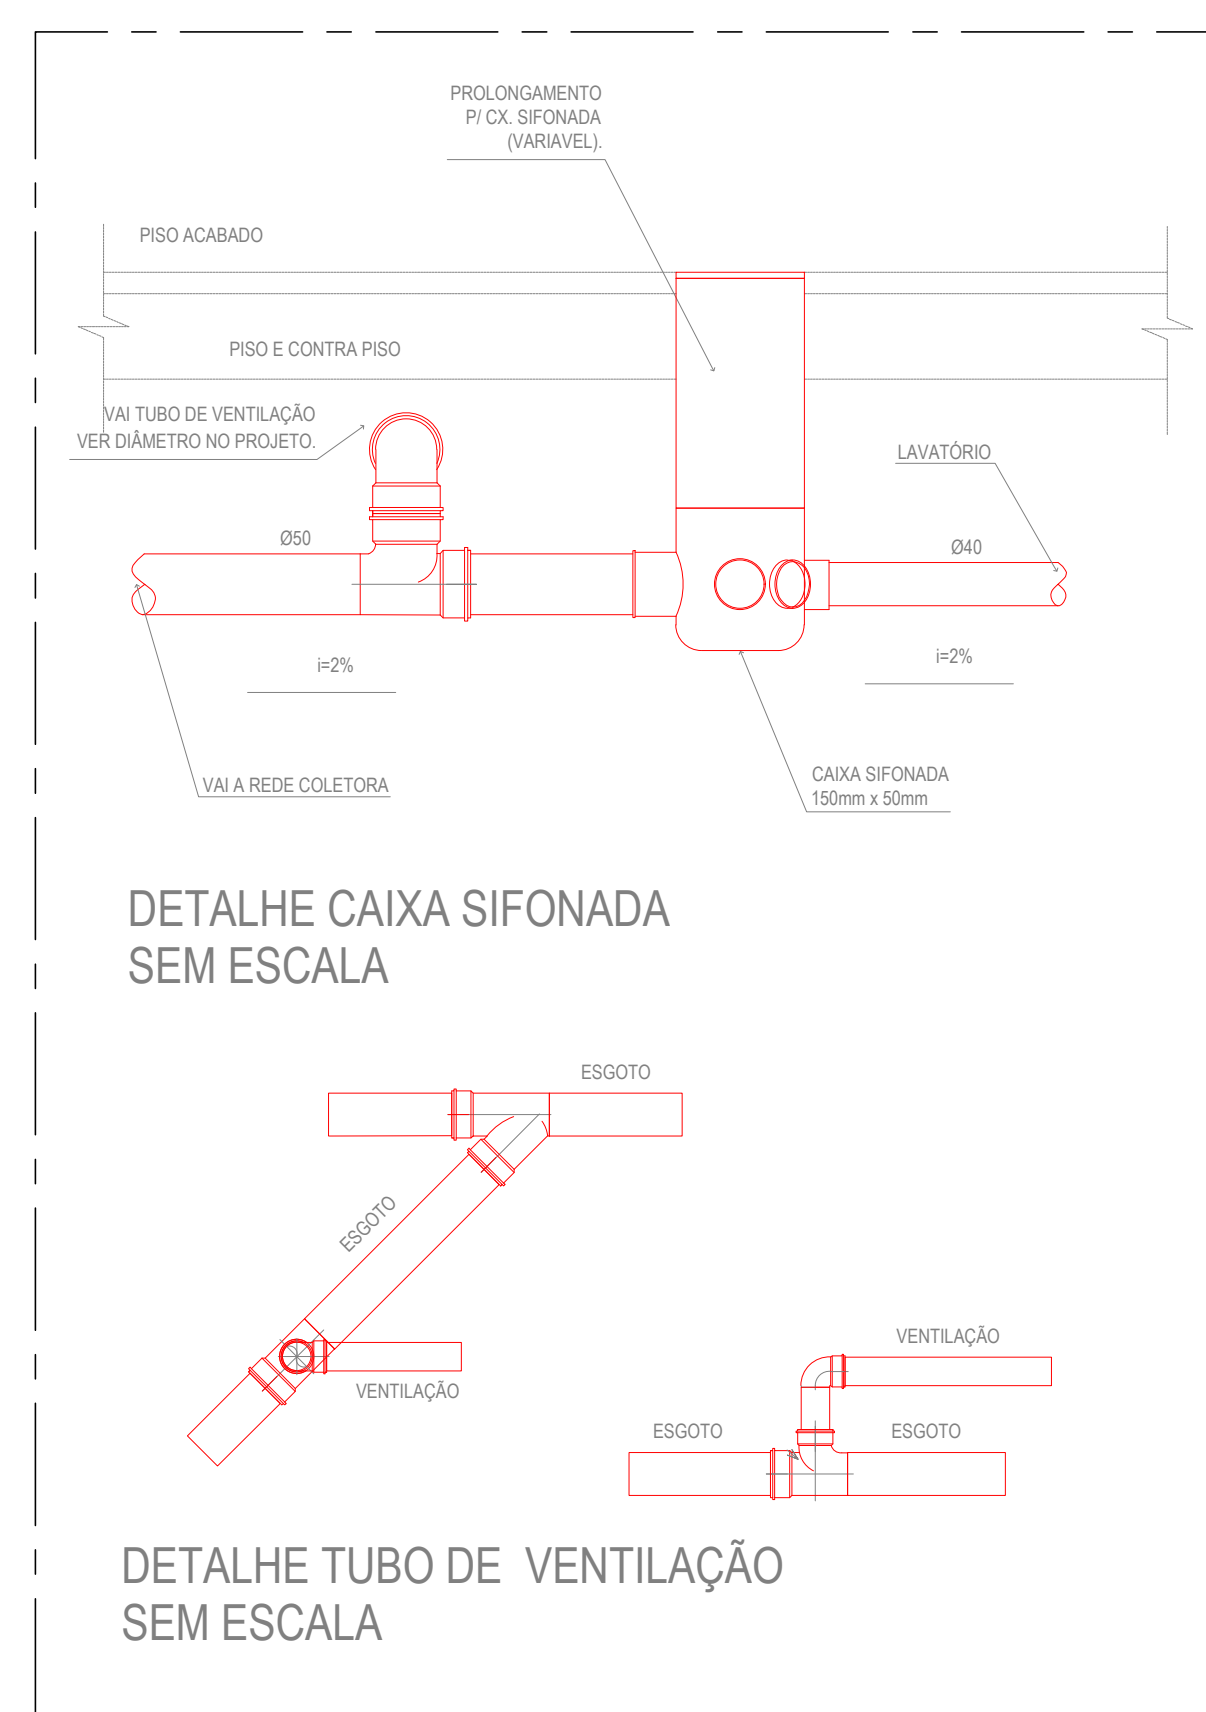 PROLONGAMENTO
P/ CX. SIFONADA
(VARIAVEL).
PISO ACABADO
PISO E CONTRA PISO
VAI TUBO DE VENTILAÇÃO
VER DIÂMETRO NO PROJETO.
LAVATÓRIO
Ø50
Ø40
i=2%
i=2%
VAI A REDE COLETORA
CAIXA SIFONADA
150mm x 50mm
DETALHE CAIXA SIFONADA
SEM ESCALA
ESGOTO
ESGOTO
VENTILAÇÃO
VENTILAÇÃO
ESGOTO
ESGOTO
DETALHE TUBO DE  VENTILAÇÃO
SEM ESCALA